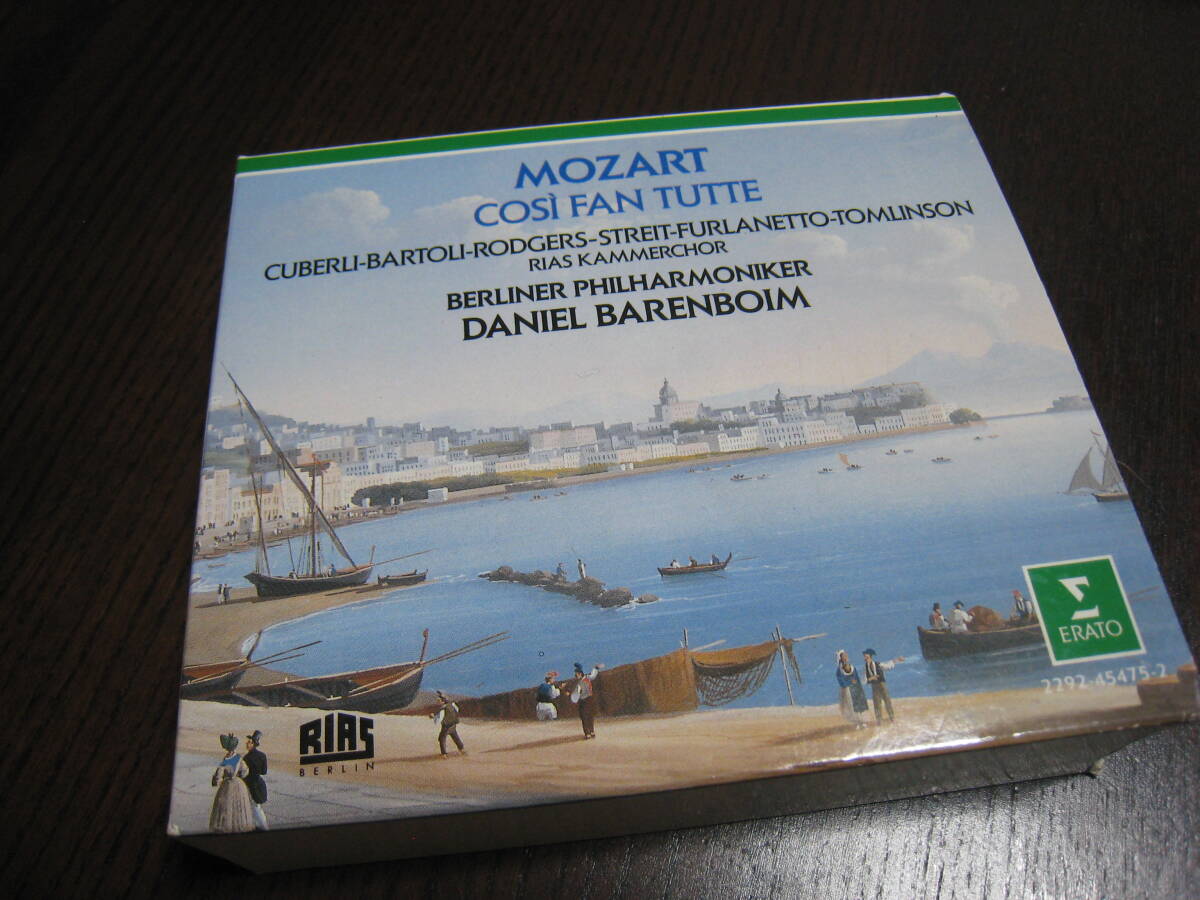 MOZART
COSÌ FAN TUTTE
CUBERLI-BARTOLI-RODGERS-STREIT-FURLANETTO-TOMLINSON
RIAS KAMMERCHOR
BERLINER PHILHARMONIKER
DANIEL BARENBOIM
ERATO
2292-45475-2
RIAS
BERLIN